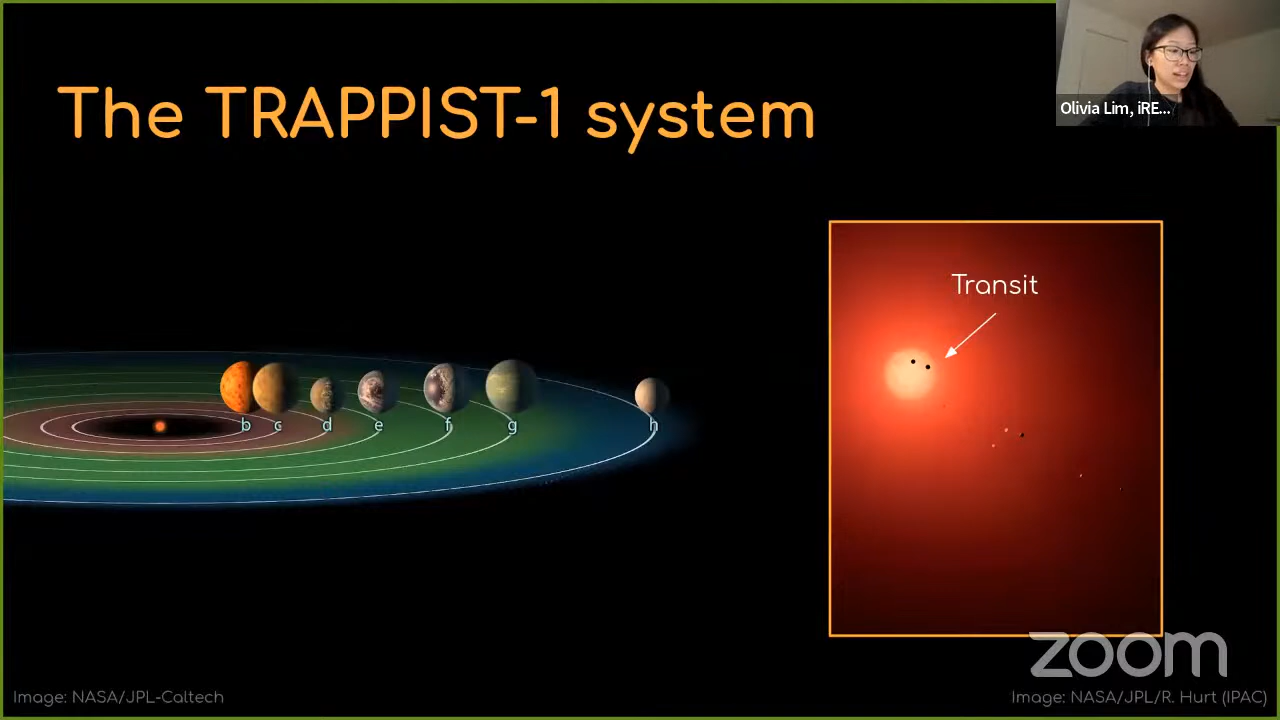 The TRAPPIST-1 system
Olivia Lim, iRE...
Transit
b c d e f g h
zoom
Image: NASA/JPL-Caltech
Image: NASA/JPL/R. Hurt (IPAC)